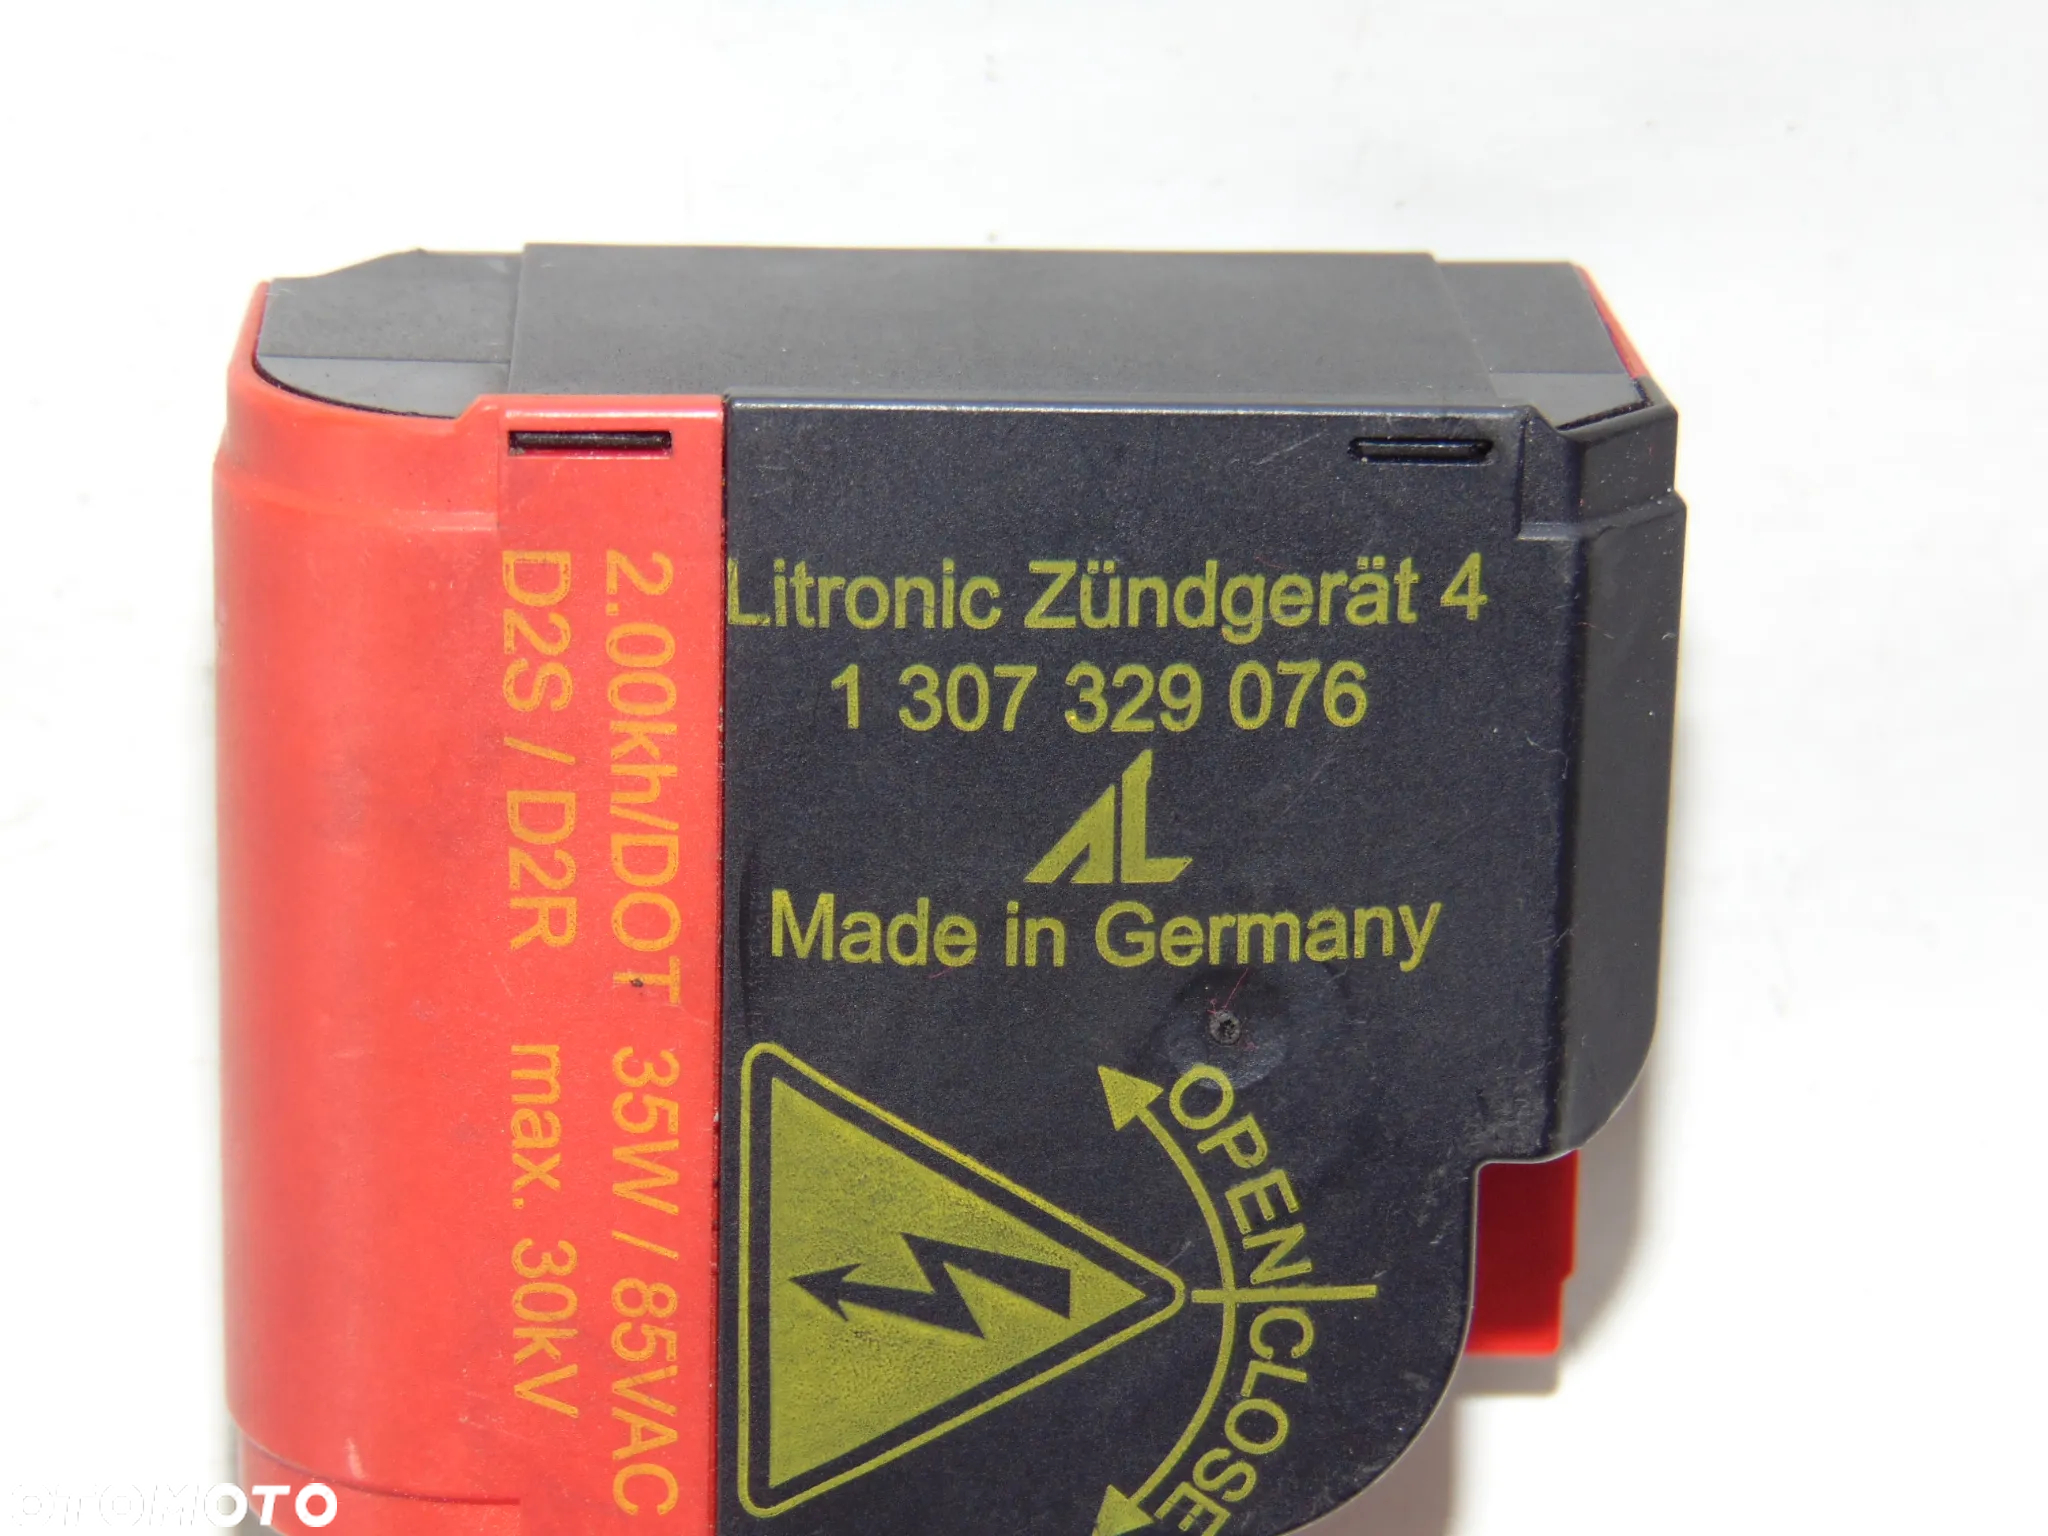 Litronic Zündgerät 4
1 307 329 076
AL
Made in Germany
OPEN/CLOSE
2.00kh/DOT 35W / 85VAC
D2S / D2R max. 30kV
OTOMOTO